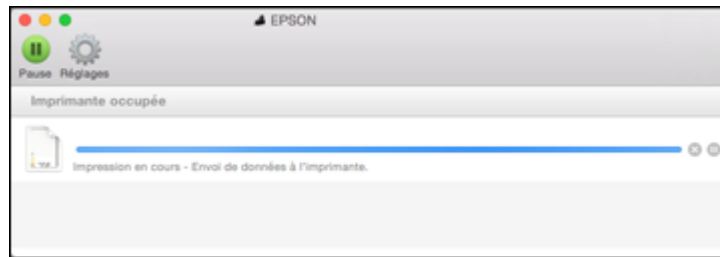 EPSON
Pause Réglages
Imprimante occupée
Impression en cours - Envoi de données à l'imprimante.